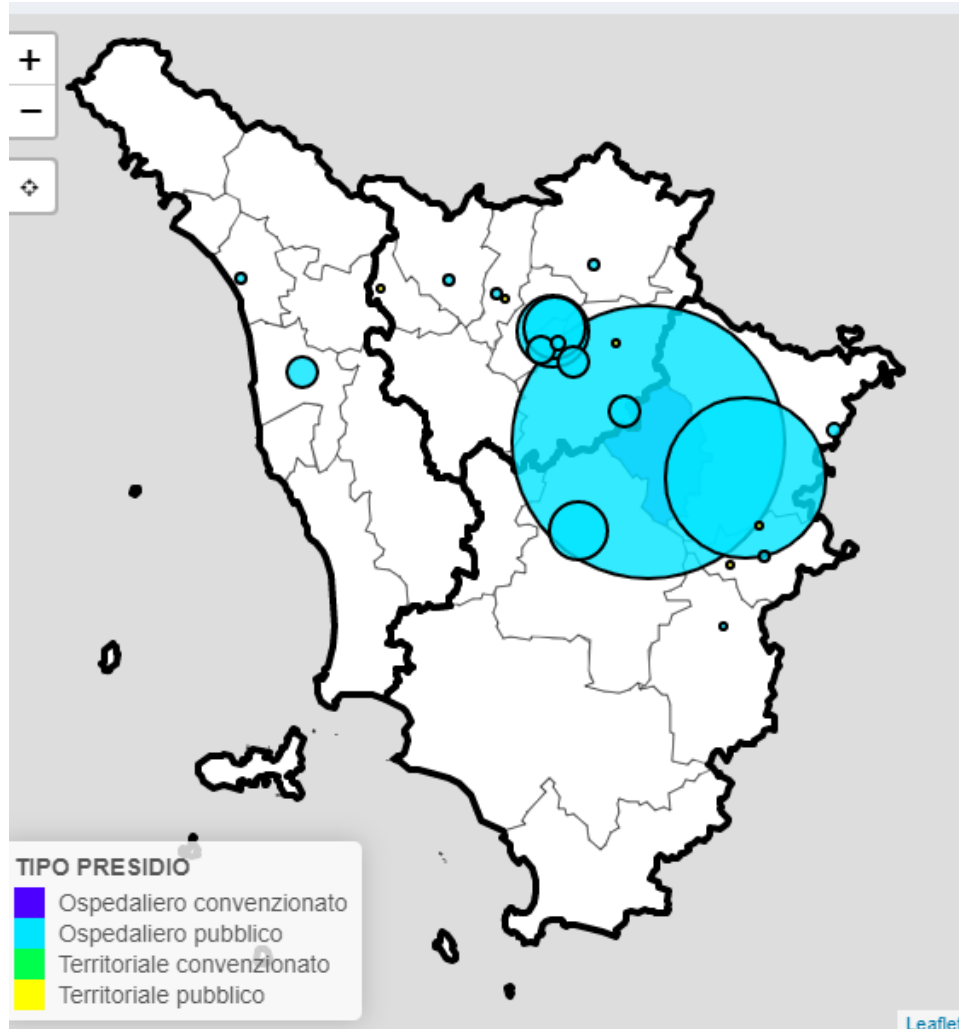 +
−
TIPO PRESIDIO
Ospedaliero convenzionato
Ospedaliero pubblico
Territoriale convenzionato
Territoriale pubblico
Leaflet